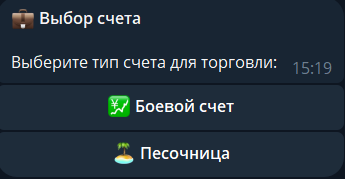 💼 Выбор счета
Выберите тип счета для торговли:
15:19
💹 Боевой счет
🏝 Песочница